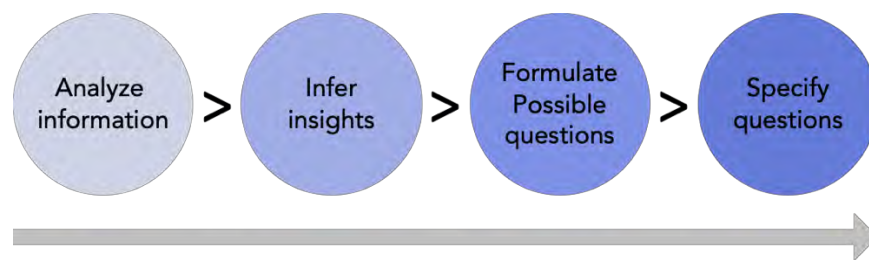 Analyze
information
>
Infer
insights
>
Formulate
Possible
questions
>
Specify
questions